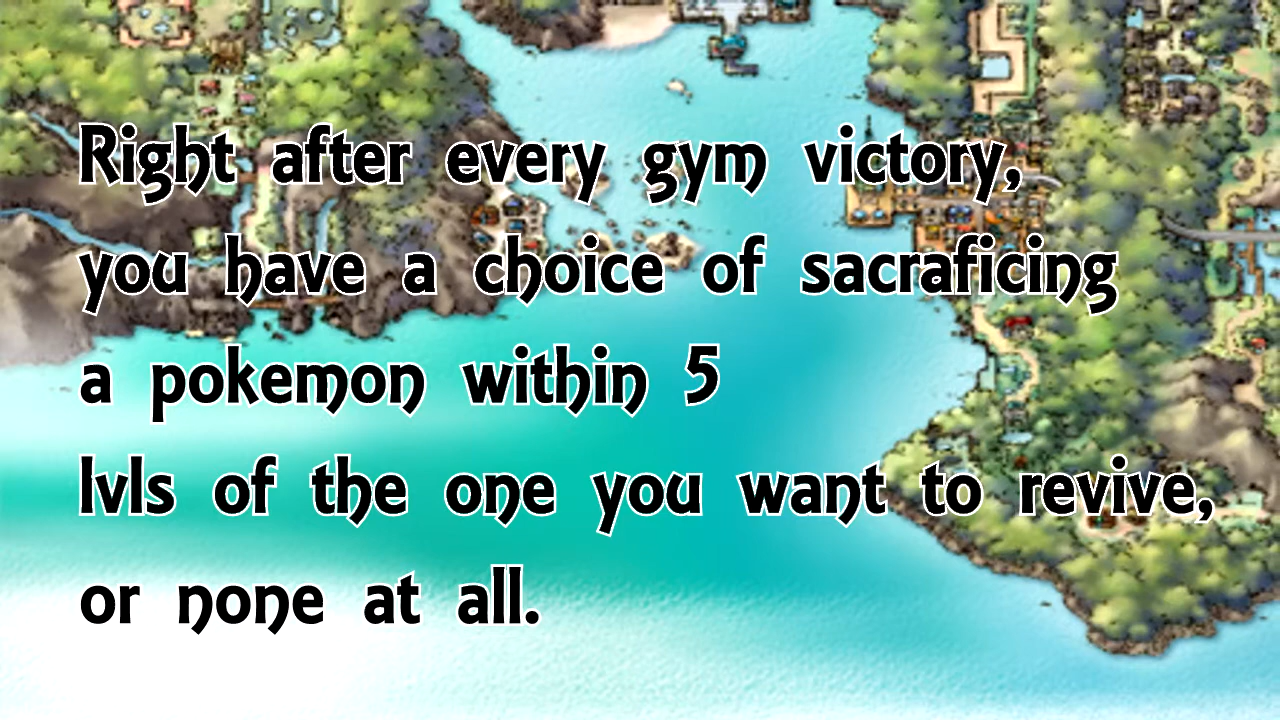 Right after every gym victory,
you have a choice of sacraficing
a pokemon within 5
lvls of the one you want to revive,
or none at all.